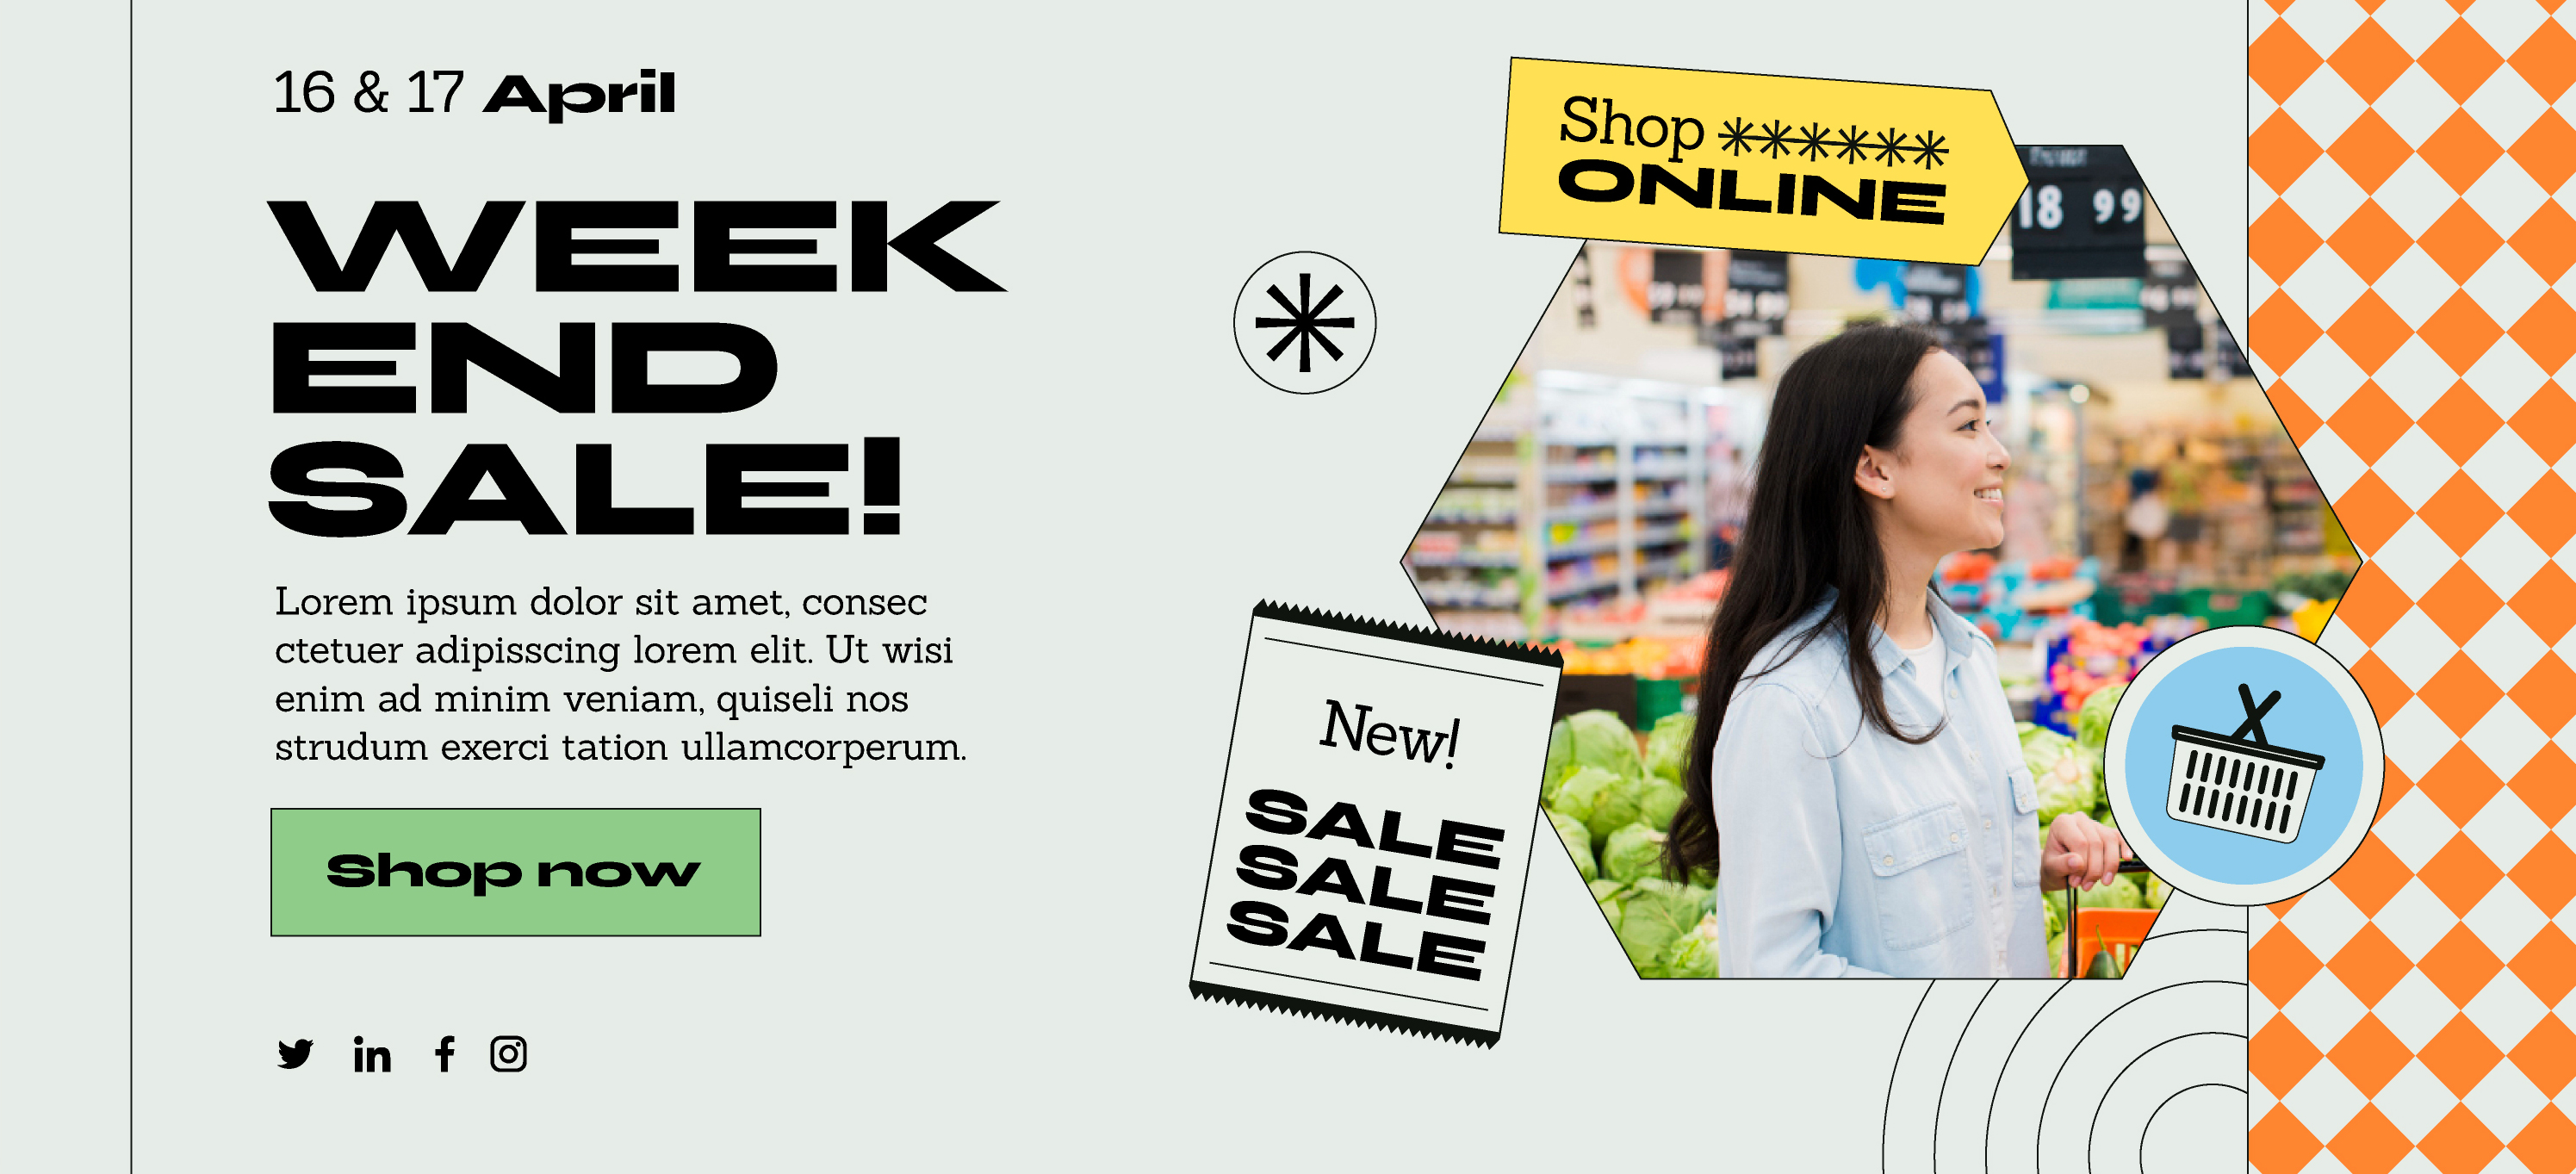 16 & 17 April
WEEK
END
SALE!
Lorem ipsum dolor sit amet, consec
ctetuer adipisscing lorem elit. Ut wisi
enim ad minim veniam, quiseli nos
strudum exerci tation ullamcorperum.
Shop now
Shop ******
ONLINE
18 99
New!
SALE
SALE
SALE